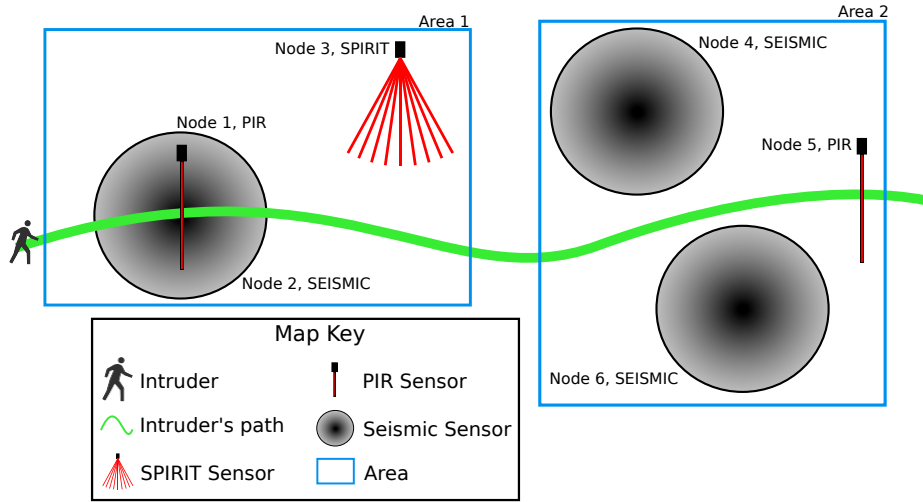 Area 1
Area 2
Node 3, SPIRIT
Node 4, SEISMIC
Node 1, PIR
Node 5, PIR
Node 2, SEISMIC
Node 6, SEISMIC
Map Key
Intruder
PIR Sensor
Intruder's path
Seismic Sensor
SPIRIT Sensor
Area